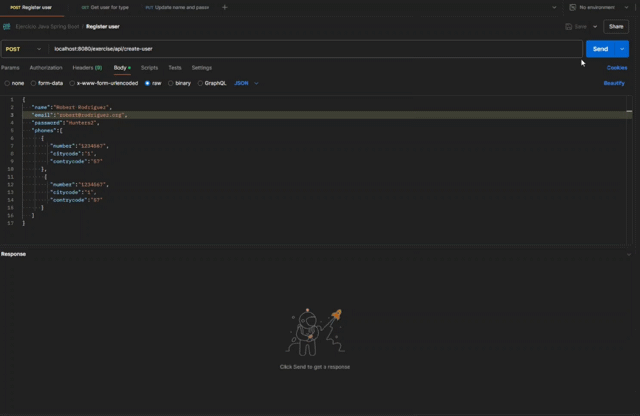 POST Register user
GET Get user for type
PUT Update name and passw
+
No environment
Ejercicio Java Spring Boot / Register user
Save
Share
POST
localhost:8080/exercise/api/create-user
Send
Params
Authorization
Headers (9)
Body
Scripts
Tests
Settings
Cookies
none
form-data
x-www-form-urlencoded
raw
binary
GraphQL
JSON
Beautify
1 {
2 "name":"Robert Rodriguez",
3 "email":"robert@rodriguez.org",
4 "password":"Hunters2",
5 "phones":[
6 {
7 "number":"1234567",
8 "citycode":"1",
9 "contrycode":"57"
10 },
11 {
12 "number":"1234567",
13 "citycode":"1",
14 "contrycode":"57"
15 }
16 ]
17 }
Response
Click Send to get a response